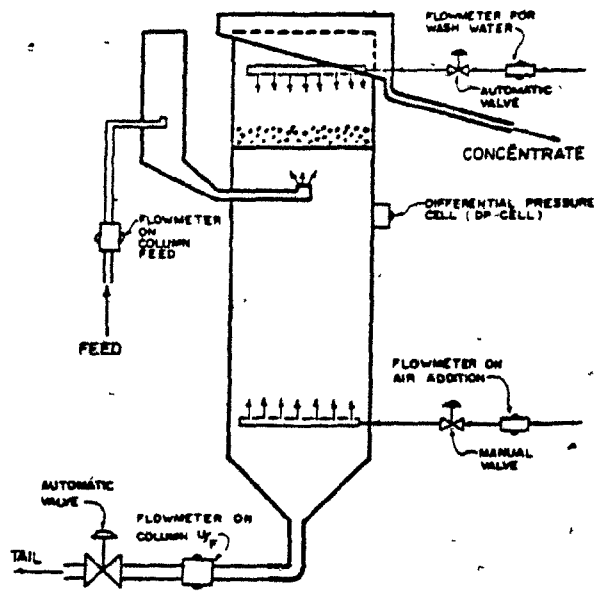 FLOWMETER FOR
WASH WATER
AUTOMATIC
VALVE
CONCENTRATE
DIFFERENTIAL PRESSURE
CELL (DP-CELL)
FLOWMETER
ON
COLUMN
FEED
FEED
FLOWMETER ON
AIR ADDITION
MANUAL
VALVE
AUTOMATIC
VALVE
FLOWMETER ON
COLUMN U/F
TAIL